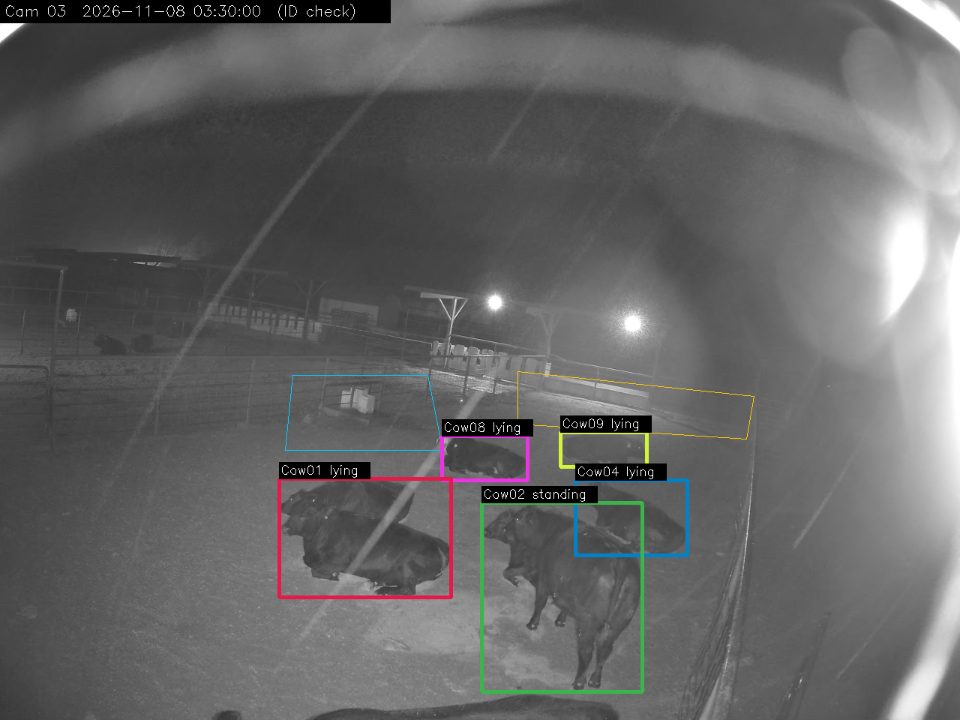 Cam 03  2026-11-08 03:30:00  (ID check)
Cow08 lying
Cow09 lying
Cow01 lying
Cow04 lying
Cow02 standing